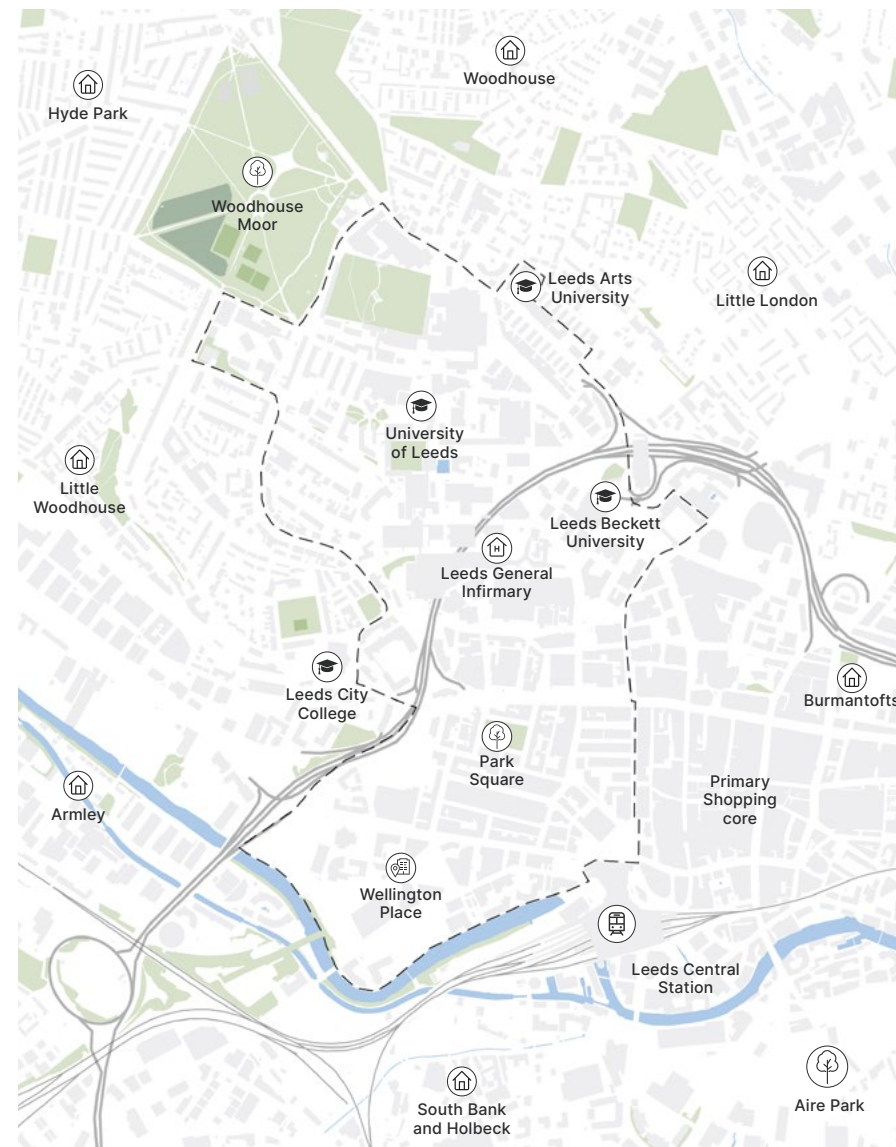 Woodhouse
Hyde Park
Woodhouse
Moor
Leeds Arts
University
Little London
University
of Leeds
Little
Woodhouse
Leeds Beckett
University
H
Leeds General
Infirmary
Leeds City
College
Burmantofts
Park
Square
Primary
Shopping
core
Armley
Wellington
Place
Leeds Central
Station
Aire Park
South Bank
and Holbeck